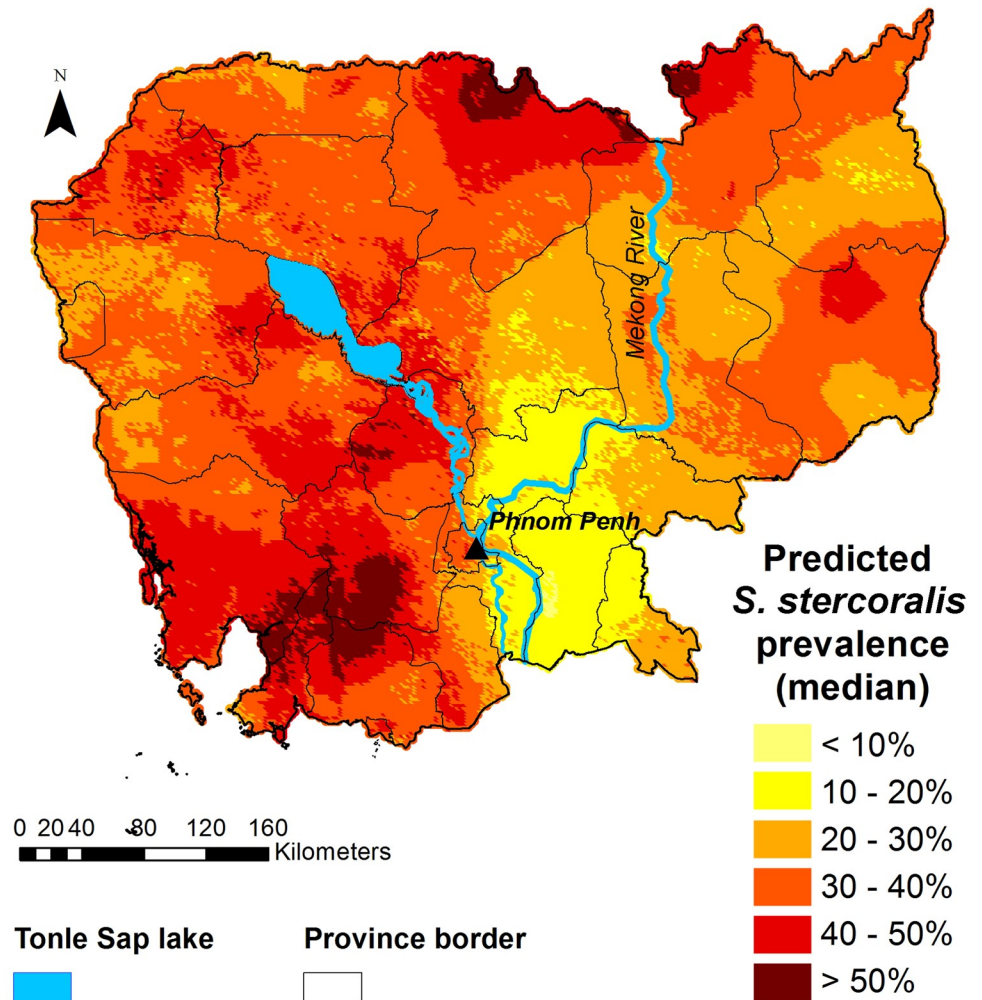 N
Mekong River
Phnom Penh
Predicted
S. stercoralis
prevalence
(median)
< 10%
10 - 20%
20 - 30%
30 - 40%
40 - 50%
> 50%
0 20 40 80 120 160
Kilometers
Tonle Sap lake
Province border